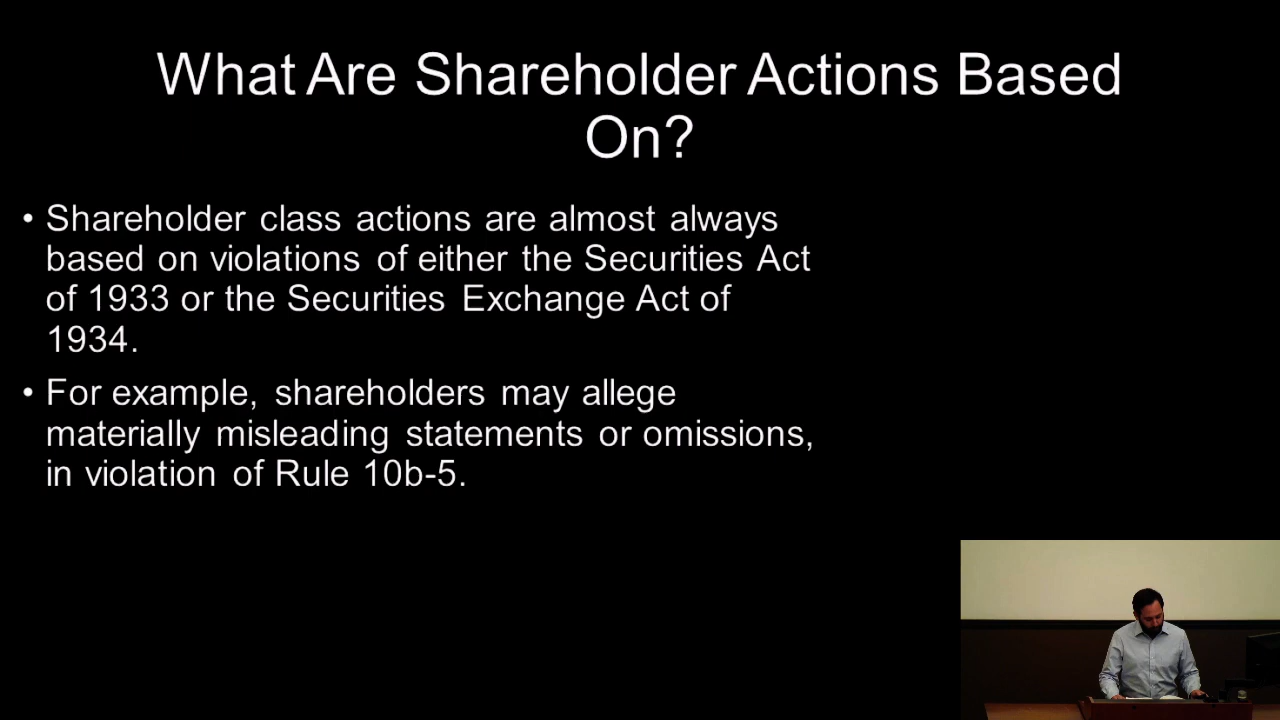 What Are Shareholder Actions Based
On?
• Shareholder class actions are almost always
based on violations of either the Securities Act
of 1933 or the Securities Exchange Act of
1934.
• For example, shareholders may allege
materially misleading statements or omissions,
in violation of Rule 10b-5.